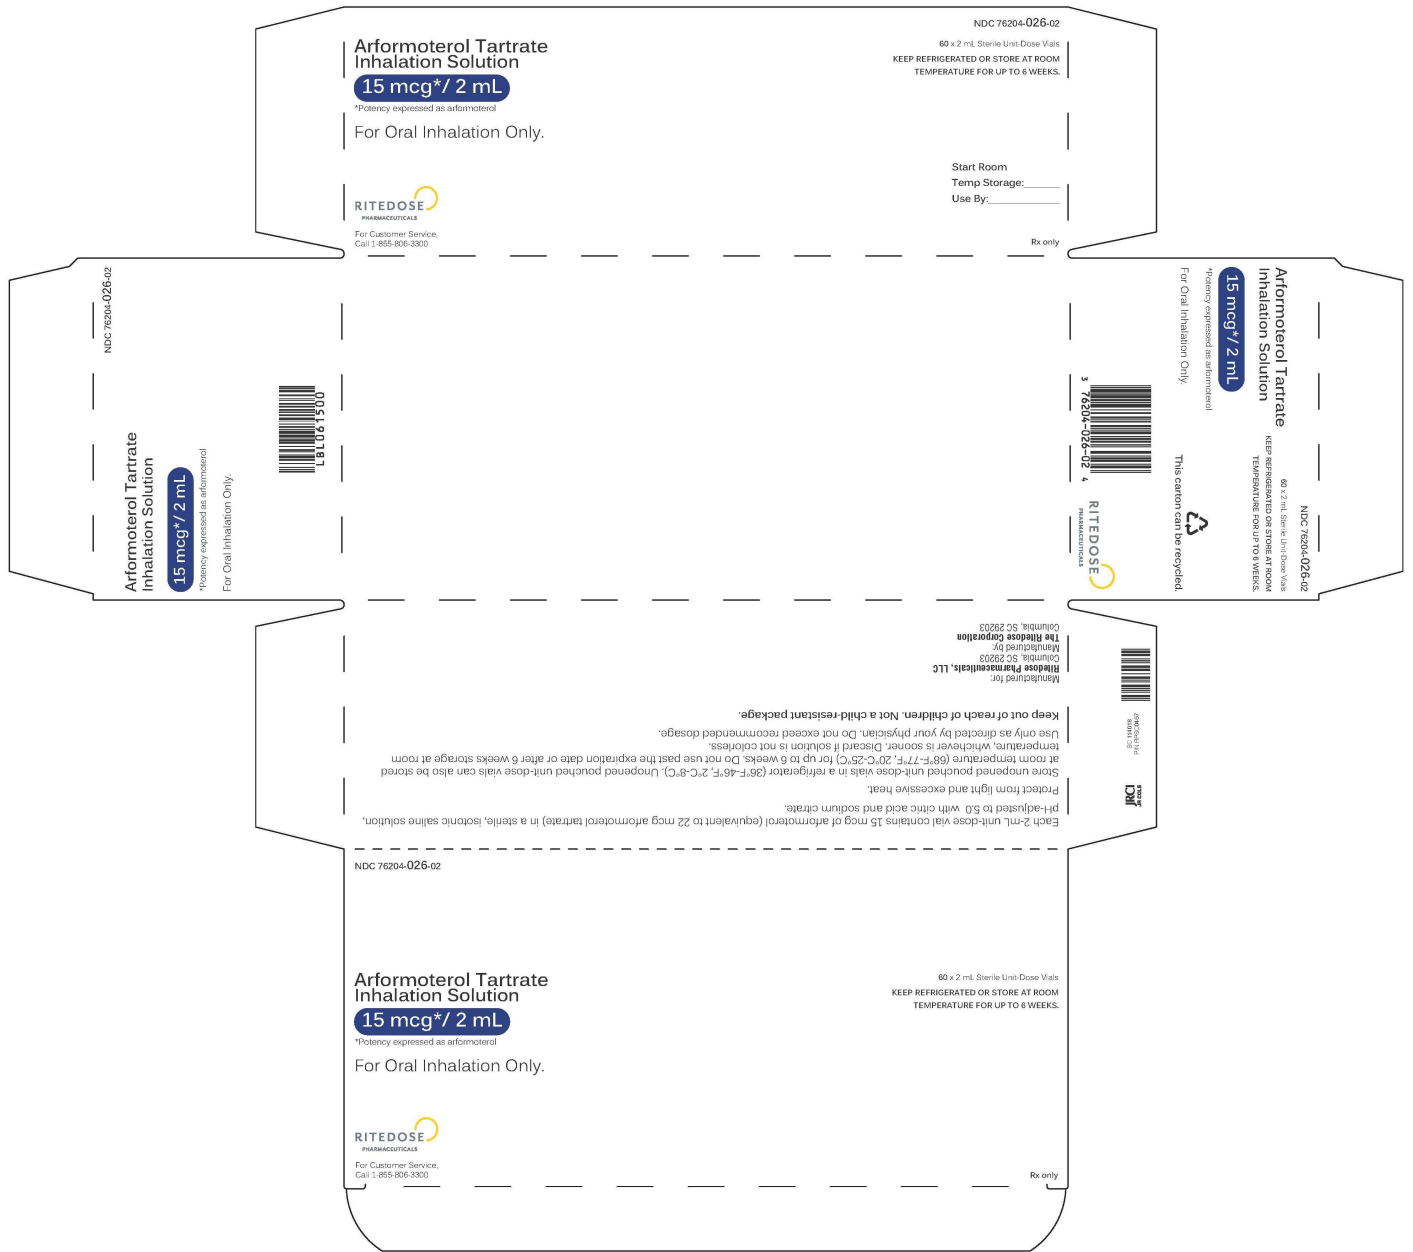 NDC 76204-026-02
Arformoterol Tartrate
Inhalation Solution
15 mcg*/ 2 mL
*Potency expressed as arformoterol
For Oral Inhalation Only.
60 x 2 mL Sterile Unit-Dose Vials
KEEP REFRIGERATED OR STORE AT ROOM
TEMPERATURE FOR UP TO 6 WEEKS.
Start Room
Temp Storage:______
Use By:____________
RITEDOSE
PHARMACEUTICALS
For Customer Service,
Call 1-855-806-3300
Rx only
NDC 76204-026-02
Arformoterol Tartrate
Inhalation Solution
15 mcg*/ 2 mL
*Potency expressed as arformoterol
For Oral Inhalation Only.
LBL061500
Arformoterol Tartrate
Inhalation Solution
15 mcg*/ 2 mL
*Potency expressed as arformoterol
For Oral Inhalation Only.
NDC 76204-026-02
60 x 2 mL Sterile Unit-Dose Vials
KEEP REFRIGERATED OR STORE AT ROOM
TEMPERATURE FOR UP TO 6 WEEKS.
This carton can be recycled.
3 76204-026-02 4
RITEDOSE
PHARMACEUTICALS
Each 2-mL unit-dose vial contains 15 mcg of arformoterol (equivalent to 22 mcg arformoterol tartrate) in a sterile, isotonic saline solution,
pH-adjusted to 5.0 with citric acid and sodium citrate.
Protect from light and excessive heat.
Store unopened pouched unit-dose vials in a refrigerator (36°F-46°F, 2°C-8°C). Unopened pouched unit-dose vials can also be stored
at room temperature (68°F-77°F, 20°C-25°C) for up to 6 weeks. Do not use past the expiration date or after 6 weeks storage at room
temperature, whichever is sooner. Discard if solution is not colorless.
Use only as directed by your physician. Do not exceed recommended dosage.
Keep out of reach of children. Not a child-resistant package.
Manufactured for:
Ritedose Pharmaceuticals, LLC
Columbia, SC 29203
Manufactured by:
The Ritedose Corporation
Columbia, SC 29203
JRCI
JR COLE
NDC 76204-026-02
Arformoterol Tartrate
Inhalation Solution
15 mcg*/ 2 mL
*Potency expressed as arformoterol
For Oral Inhalation Only.
60 x 2 mL Sterile Unit-Dose Vials
KEEP REFRIGERATED OR STORE AT ROOM
TEMPERATURE FOR UP TO 6 WEEKS.
RITEDOSE
PHARMACEUTICALS
For Customer Service,
Call 1-855-806-3300
Rx only